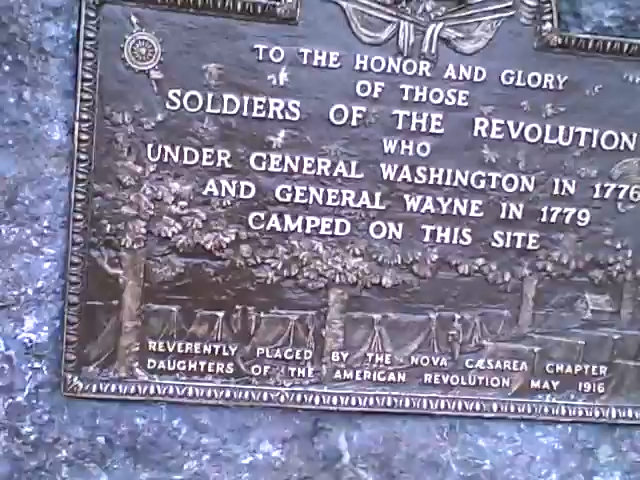 TO THE HONOR AND GLORY
OF THOSE
SOLDIERS OF THE REVOLUTION
WHO
UNDER GENERAL WASHINGTON IN 1776
AND GENERAL WAYNE IN 1779
CAMPED ON THIS SITE
REVERENTLY PLACED BY THE NOVA CÆSAREA CHAPTER
DAUGHTERS OF THE AMERICAN REVOLUTION MAY 1916